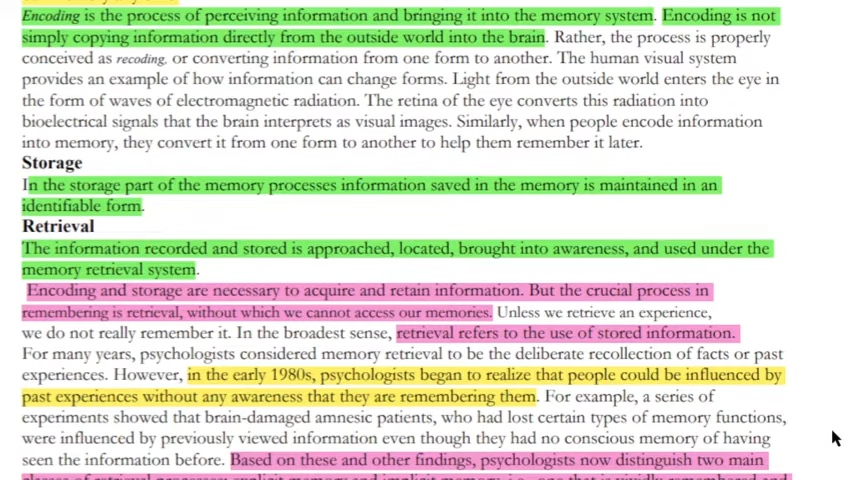 Encoding is the process of perceiving information and bringing it into the memory system. Encoding is not
simply copying information directly from the outside world into the brain. Rather, the process is properly
conceived as recoding, or converting information from one form to another. The human visual system
provides an example of how information can change forms. Light from the outside world enters the eye in
the form of waves of electromagnetic radiation. The retina of the eye converts this radiation into
bioelectrical signals that the brain interprets as visual images. Similarly, when people encode information
into memory, they convert it from one form to another to help them remember it later.
Storage
In the storage part of the memory processes information saved in the memory is maintained in an
identifiable form.
Retrieval
The information recorded and stored is approached, located, brought into awareness, and used under the
memory retrieval system.
Encoding and storage are necessary to acquire and retain information. But the crucial process in
remembering is retrieval, without which we cannot access our memories. Unless we retrieve an experience,
we do not really remember it. In the broadest sense, retrieval refers to the use of stored information.
For many years, psychologists considered memory retrieval to be the deliberate recollection of facts or past
experiences. However, in the early 1980s, psychologists began to realize that people could be influenced by
past experiences without any awareness that they are remembering them. For example, a series of
experiments showed that brain-damaged amnesic patients, who had lost certain types of memory functions,
were influenced by previously viewed information even though they had no conscious memory of having
seen the information before. Based on these and other findings, psychologists now distinguish two main
classes of retrieval processes: explicit memory and implicit memory, i.e., one that is vividly remembered and